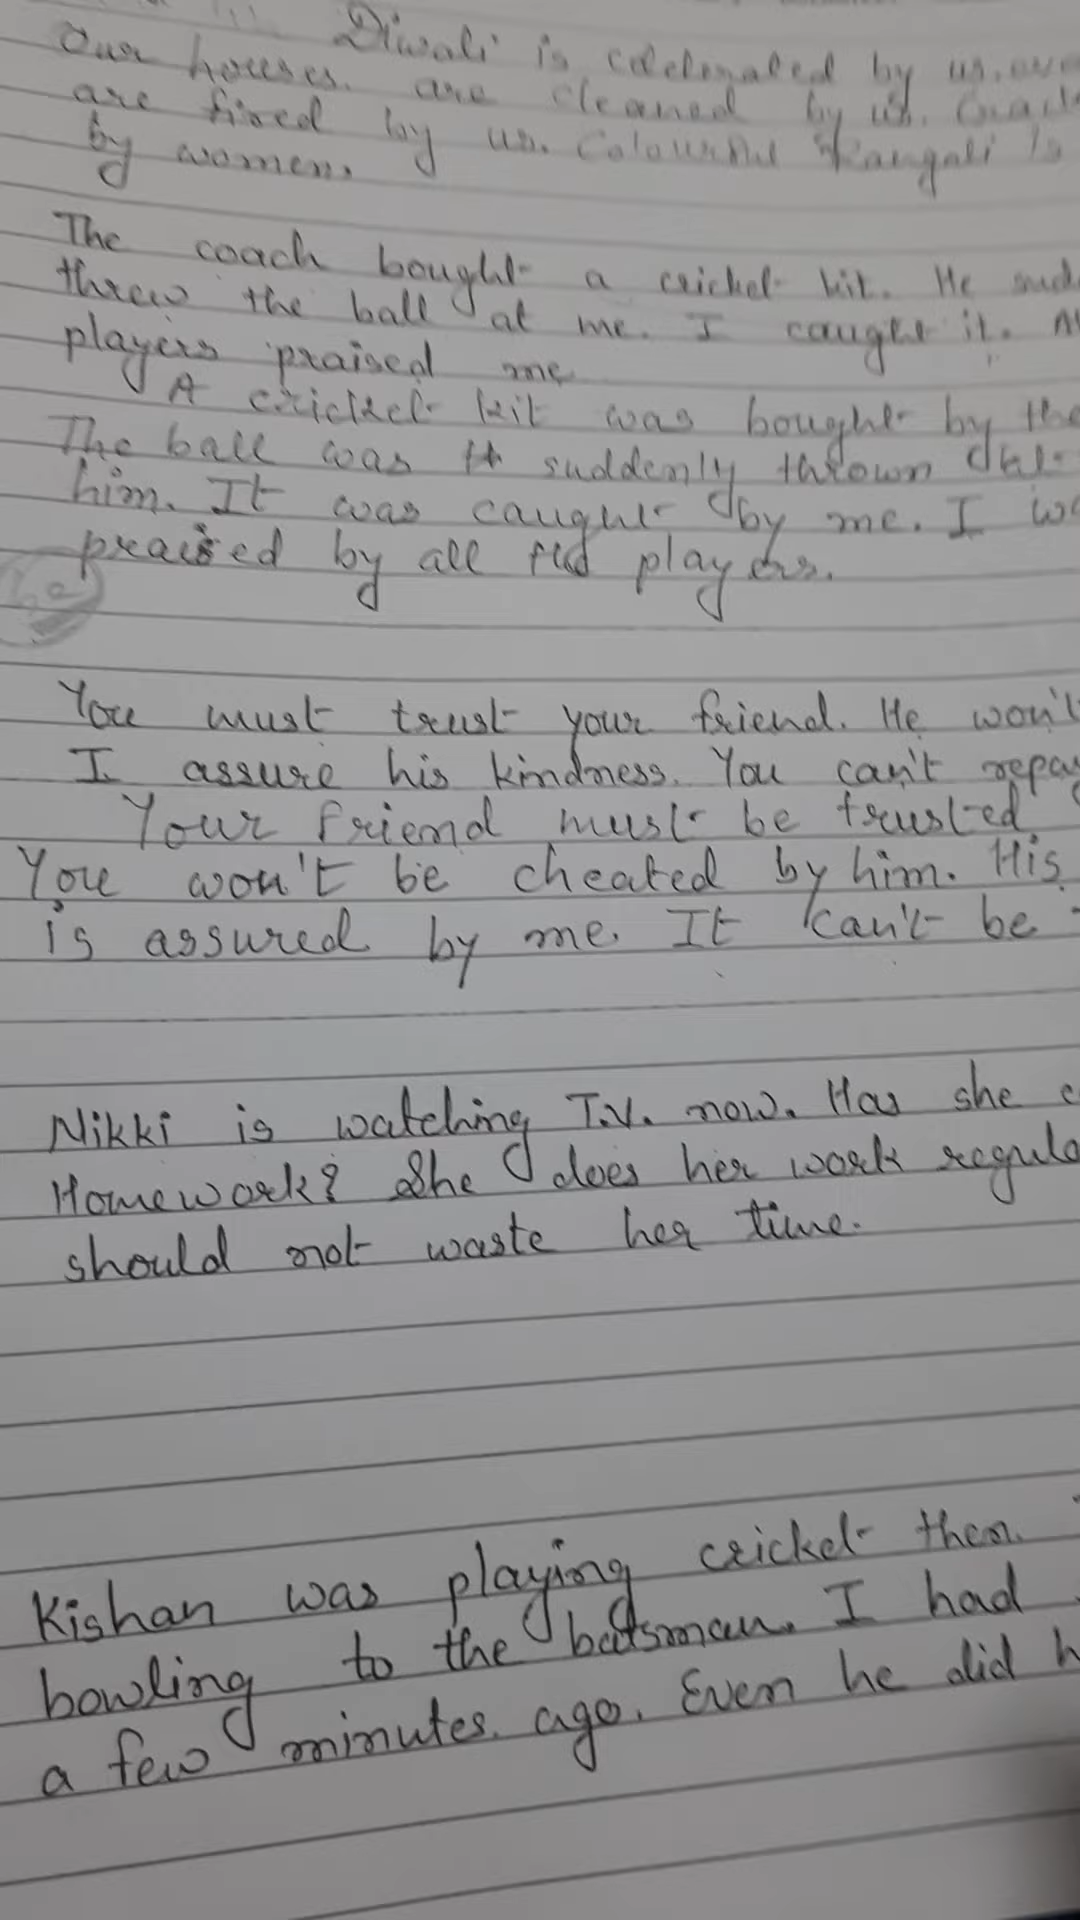 Diwali is celebrated by us.
Our houses. are cleaned by us.
are fired by us. Colourful Rangoli is
by women.
The coach bought a cricket kit. He
threw the ball at me. I caught it.
players praised me
A cricket kit was bought by the
The ball was suddenly thrown at
him. It was caught by me. I
praised by all players.
You must trust your friend. He won't
I assure his kindness. You can't repay
Your friend must be trusted
You won't be cheated by him. His
is assured by me. It can't be
Nikki is watching T.V. now. Has she
Homework? She does her work
should not waste her time.
Kishan was playing cricket then.
bowling to the batsman. I had
a few minutes ago. Even he did